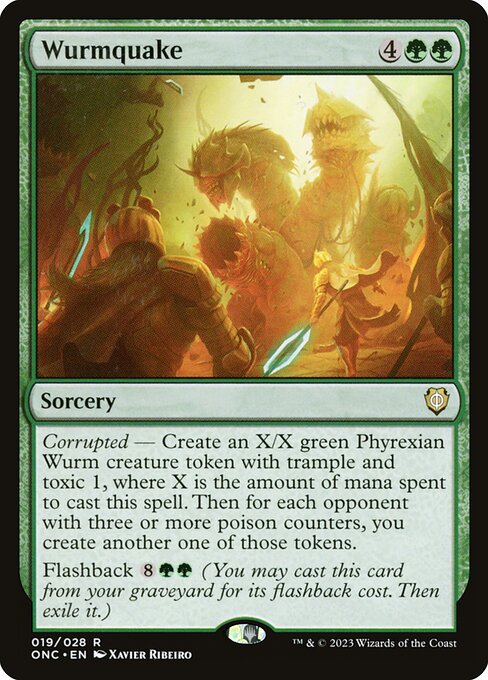 Wurmquake 4
Sorcery
Corrupted — Create an X/X green Phyrexian
Wurm creature token with trample and
toxic 1, where X is the amount of mana spent
to cast this spell. Then for each opponent
with three or more poison counters, you
create another one of those tokens.
Flashback 8 (You may cast this card
from your graveyard for its flashback cost. Then
exile it.)
019/028 R
ONC • EN Xavier Ribeiro
™ & © 2023 Wizards of the Coast